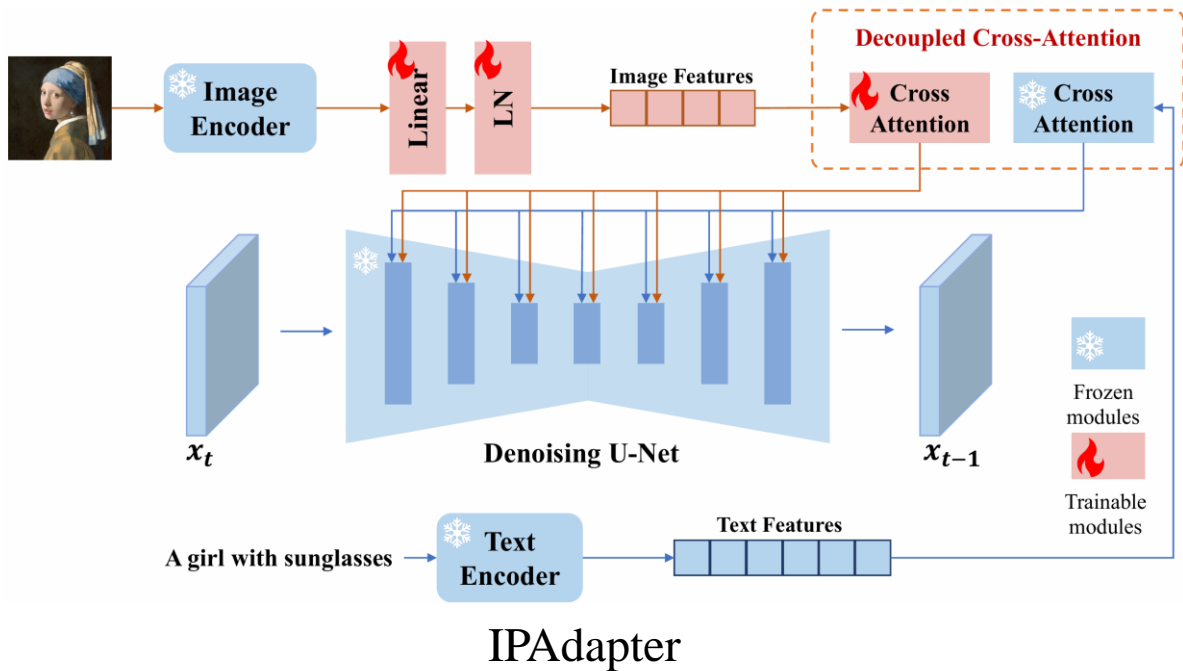 Decoupled Cross-Attention
Image
Encoder
Linear
LN
Image Features
Cross
Attention
Cross
Attention
x_t
Denoising U-Net
x_{t-1}
Frozen
modules
Trainable
modules
A girl with sunglasses
Text
Encoder
Text Features
IPAdapter